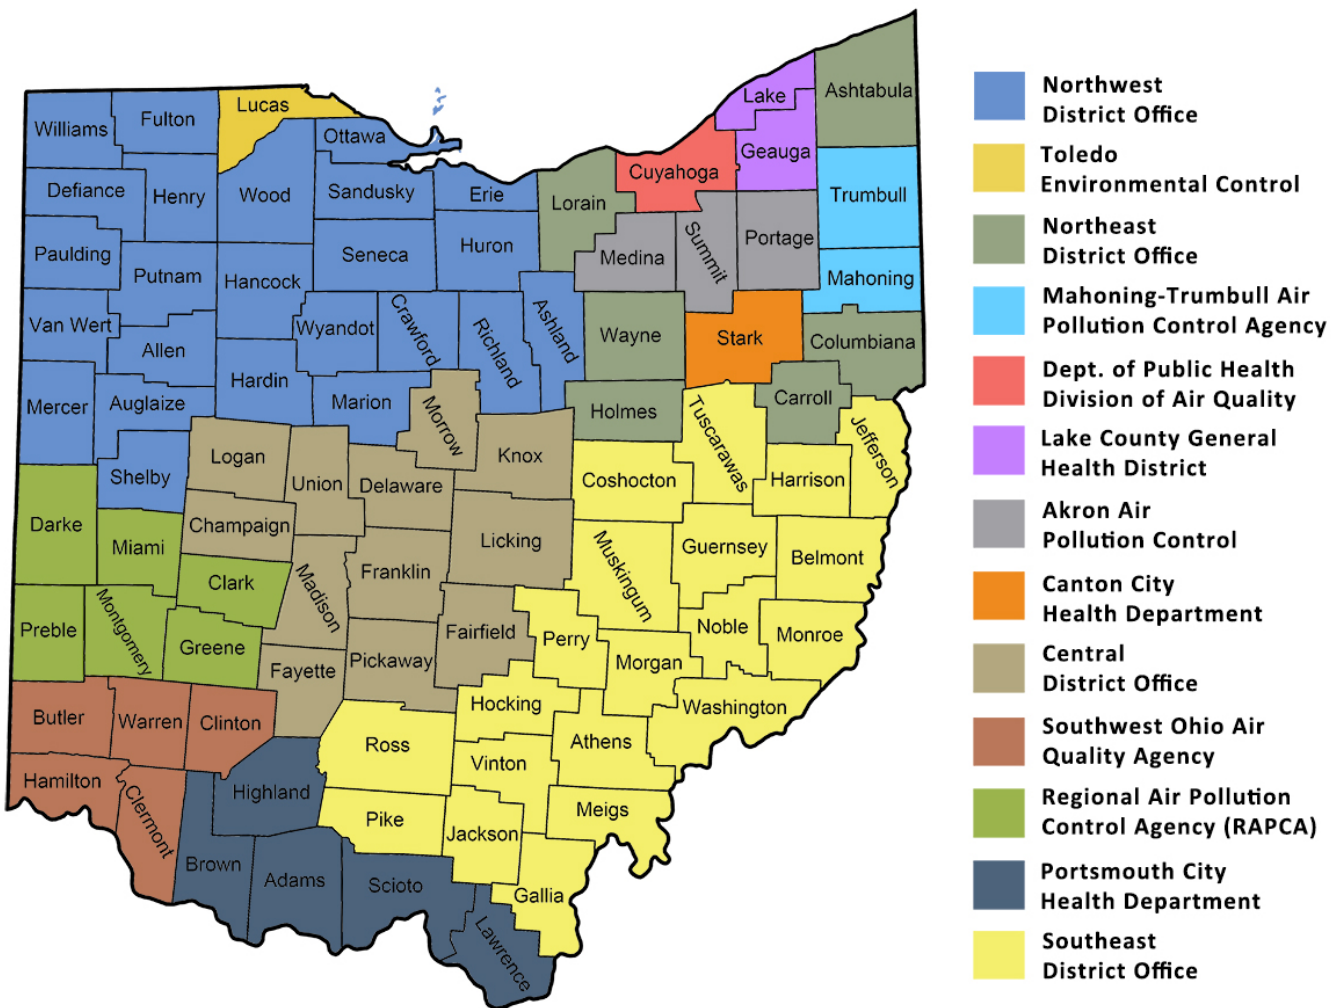 Williams
Fulton
Lucas
Ottawa
Defiance
Henry
Wood
Sandusky
Erie
Lorain
Cuyahoga
Lake
Geauga
Ashtabula
Trumbull
Paulding
Putnam
Hancock
Seneca
Huron
Medina
Summit
Portage
Mahoning
Van Wert
Allen
Wyandot
Crawford
Richland
Ashland
Wayne
Stark
Columbiana
Mercer
Auglaize
Hardin
Marion
Morrow
Holmes
Tuscarawas
Carroll
Jefferson
Shelby
Logan
Union
Delaware
Knox
Coshocton
Harrison
Darke
Miami
Champaign
Licking
Muskingum
Guernsey
Belmont
Clark
Madison
Franklin
Preble
Montgomery
Greene
Fayette
Pickaway
Fairfield
Perry
Morgan
Noble
Monroe
Butler
Warren
Clinton
Ross
Hocking
Athens
Washington
Hamilton
Clermont
Highland
Pike
Vinton
Jackson
Meigs
Brown
Adams
Scioto
Gallia
Lawrence
Northwest
District Office
Toledo
Environmental Control
Northeast
District Office
Mahoning-Trumbull Air
Pollution Control Agency
Dept. of Public Health
Division of Air Quality
Lake County General
Health District
Akron Air
Pollution Control
Canton City
Health Department
Central
District Office
Southwest Ohio Air
Quality Agency
Regional Air Pollution
Control Agency (RAPCA)
Portsmouth City
Health Department
Southeast
District Office